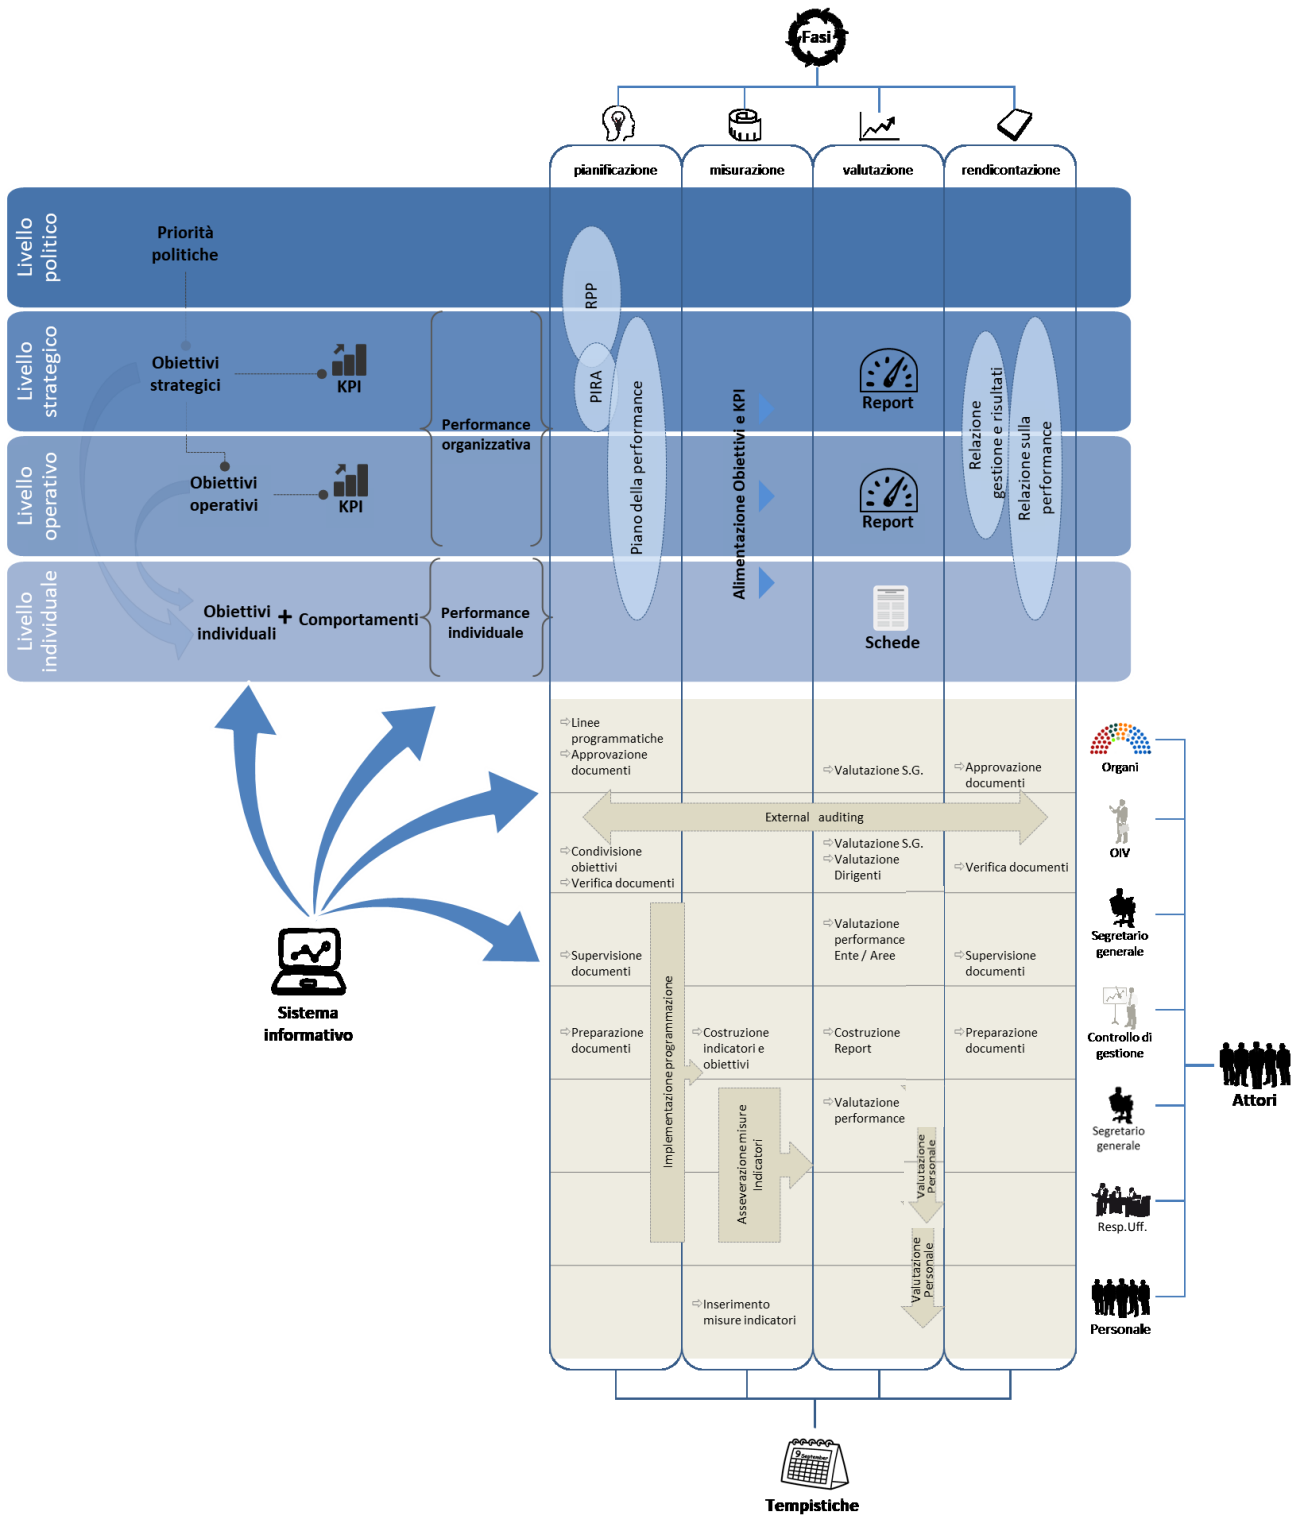 Fasi
pianificazione
misurazione
valutazione
rendicontazione
Livello
politico
Priorità
politiche
RPP
Livello
strategico
Obiettivi
strategici
KPI
PIRA
Report
Performance
organizzativa
Piano della performance
Alimentazione Obiettivi e KPI
Relazione
gestione e risultati
Relazione sulla
performance
Livello
operativo
Obiettivi
operativi
KPI
Report
Livello
individuale
Obiettivi
individuali
+
Comportamenti
Performance
individuale
Schede
⇨Linee
programmatiche
⇨Approvazione
documenti
⇨Valutazione S.G.
⇨Approvazione
documenti
Organi
External auditing
⇨Condivisione
obiettivi
⇨Verifica documenti
⇨Valutazione S.G.
⇨Valutazione
Dirigenti
⇨Verifica documenti
OIV
⇨Supervisione
documenti
⇨Valutazione
performance
Ente / Aree
⇨Supervisione
documenti
Segretario
generale
Sistema
informativo
Implementazione programmazione
⇨Preparazione
documenti
⇨Costruzione
indicatori e
obiettivi
⇨Costruzione
Report
⇨Preparazione
documenti
Controllo di
gestione
Attori
⇨Valutazione
performance
Asseverazione misure
Indicatori
Valutazione
Personale
Segretario
generale
Resp.Uff.
Valutazione
Personale
⇨Inserimento
misure indicatori
Personale
9 September
Tempistiche